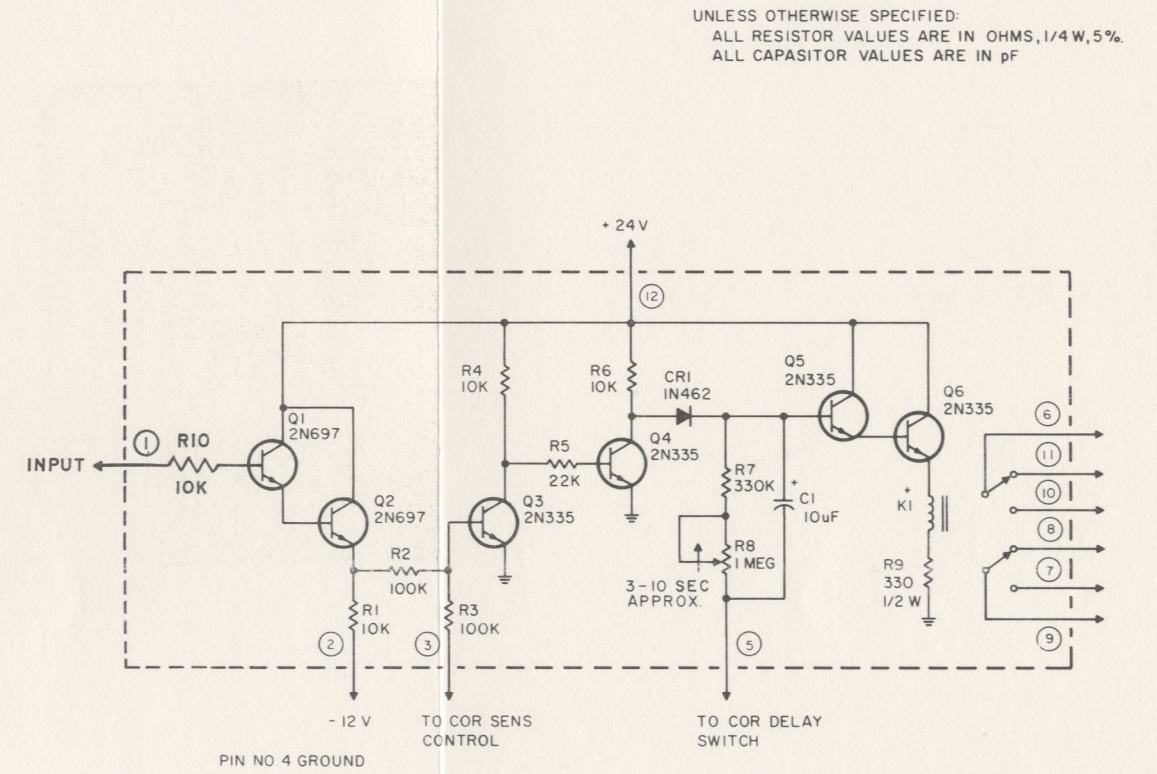 UNLESS OTHERWISE SPECIFIED:
ALL RESISTOR VALUES ARE IN OHMS, 1/4 W, 5%.
ALL CAPASITOR VALUES ARE IN pF
+ 24V
12
R4
10K
R6
10K
CR1
1N462
Q5
2N335
Q6
2N335
1
R10
10K
INPUT
Q1
2N697
Q2
2N697
R5
22K
Q4
2N335
Q3
2N335
R7
330K
+
C1
10uF
+
K1
6
11
10
8
7
9
R2
100K
R8
1 MEG
3-10 SEC
APPROX.
R9
330
1/2 W
R1
10K
R3
100K
2
3
5
- 12 V
TO COR SENS
CONTROL
TO COR DELAY
SWITCH
PIN NO. 4 GROUND